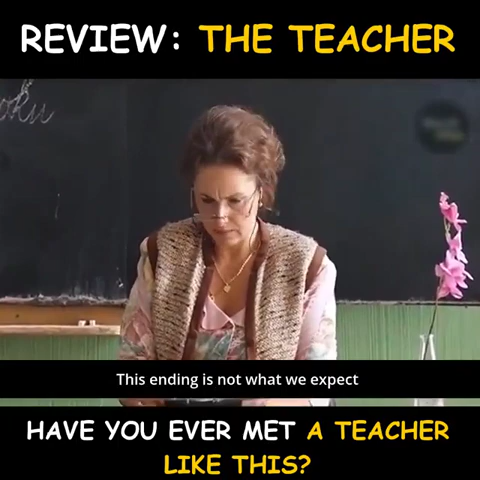 REVIEW: THE TEACHER
This ending is not what we expect
HAVE YOU EVER MET A TEACHER
LIKE THIS?